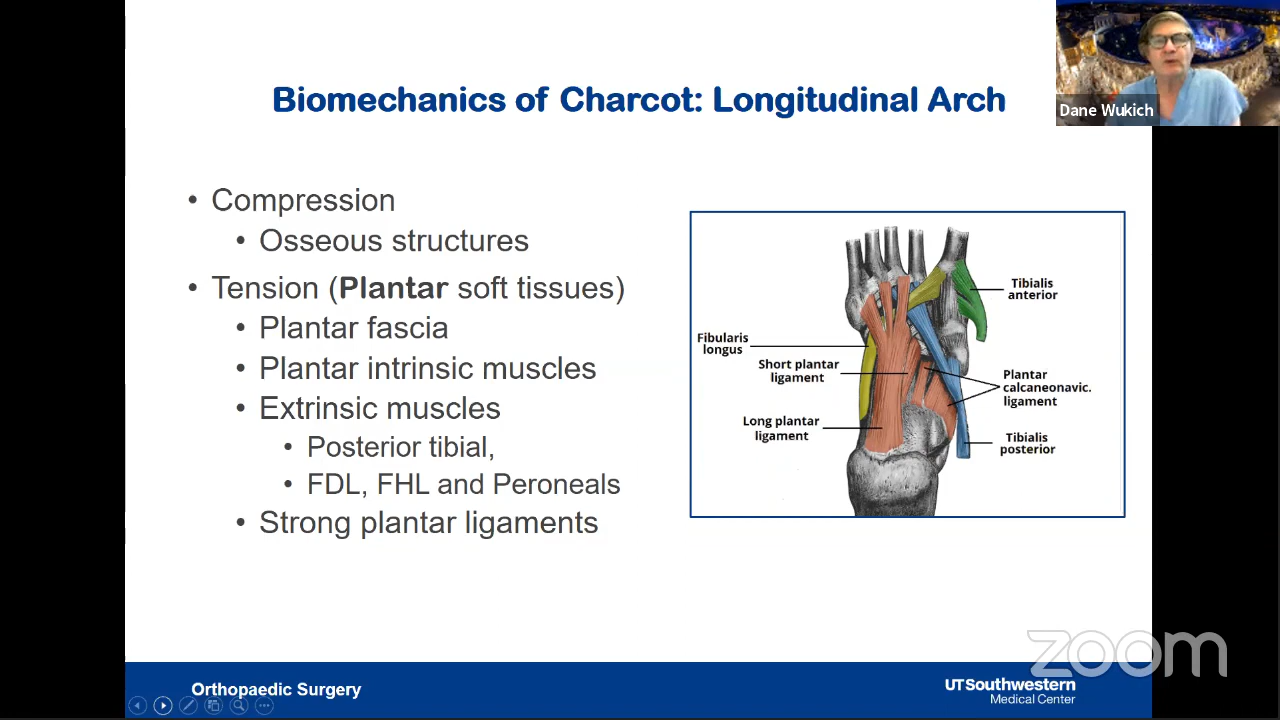 Biomechanics of Charcot: Longitudinal Arch
Dane Wukich
• Compression
• Osseous structures
• Tension (Plantar soft tissues)
• Plantar fascia
• Plantar intrinsic muscles
• Extrinsic muscles
• Posterior tibial,
• FDL, FHL and Peroneals
• Strong plantar ligaments
Tibialis
anterior
Fibularis
longus
Short plantar
ligament
Plantar
calcaneonavic.
ligament
Long plantar
ligament
Tibialis
posterior
zoom
Orthopaedic Surgery
UTSouthwestern
Medical Center